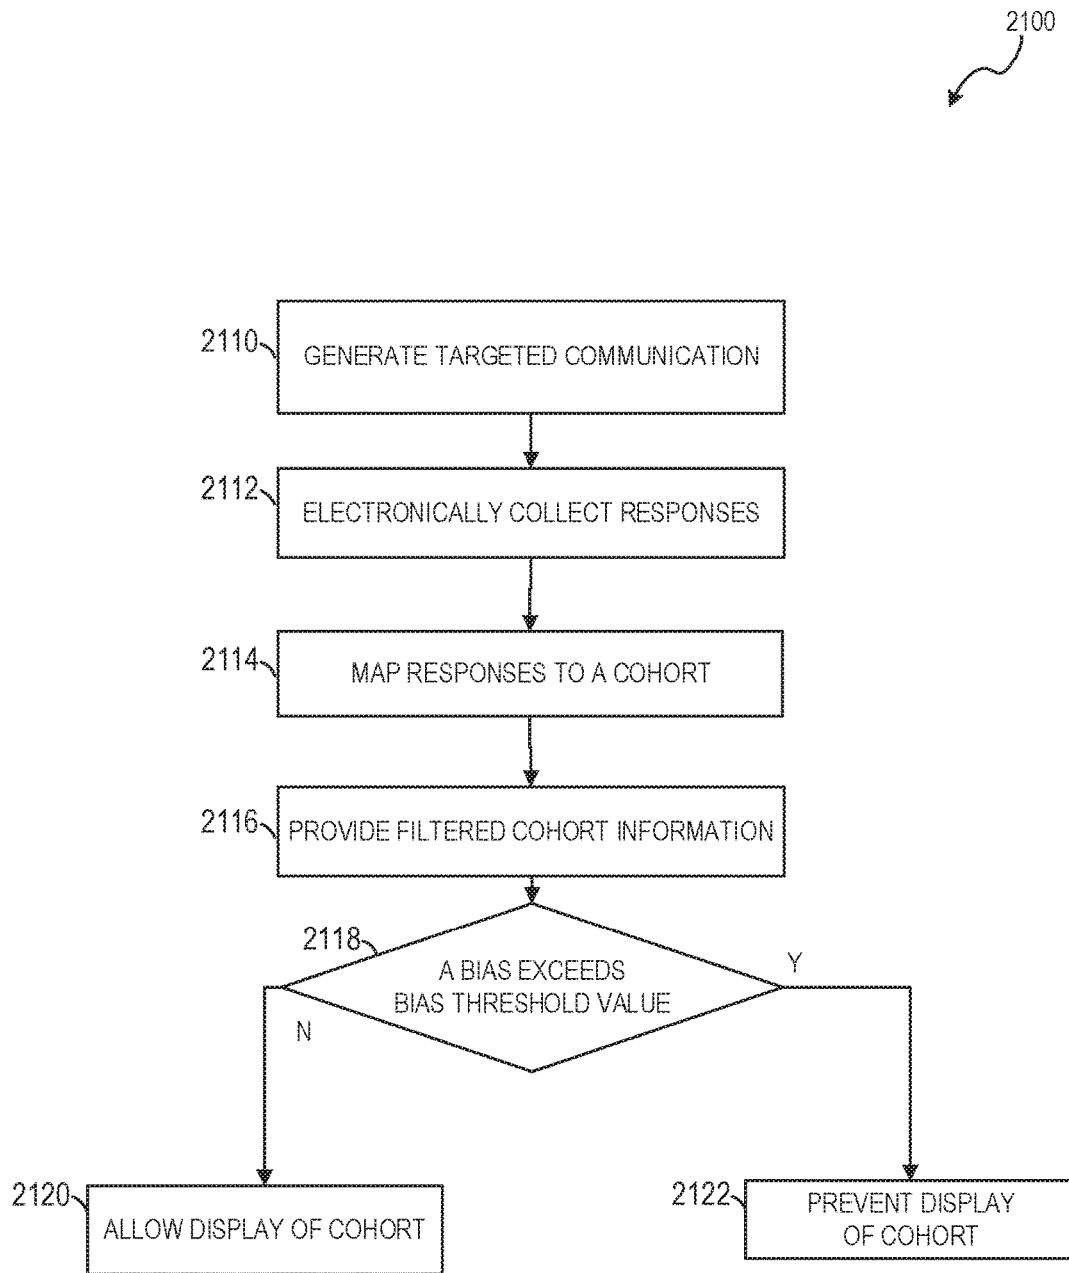 2100
2110
GENERATE TARGETED COMMUNICATION
2112
ELECTRONICALLY COLLECT RESPONSES
2114
MAP RESPONSES TO A COHORT
2116
PROVIDE FILTERED COHORT INFORMATION
2118
A BIAS EXCEEDS
BIAS THRESHOLD VALUE
Y
N
2120
ALLOW DISPLAY OF COHORT
2122
PREVENT DISPLAY
OF COHORT